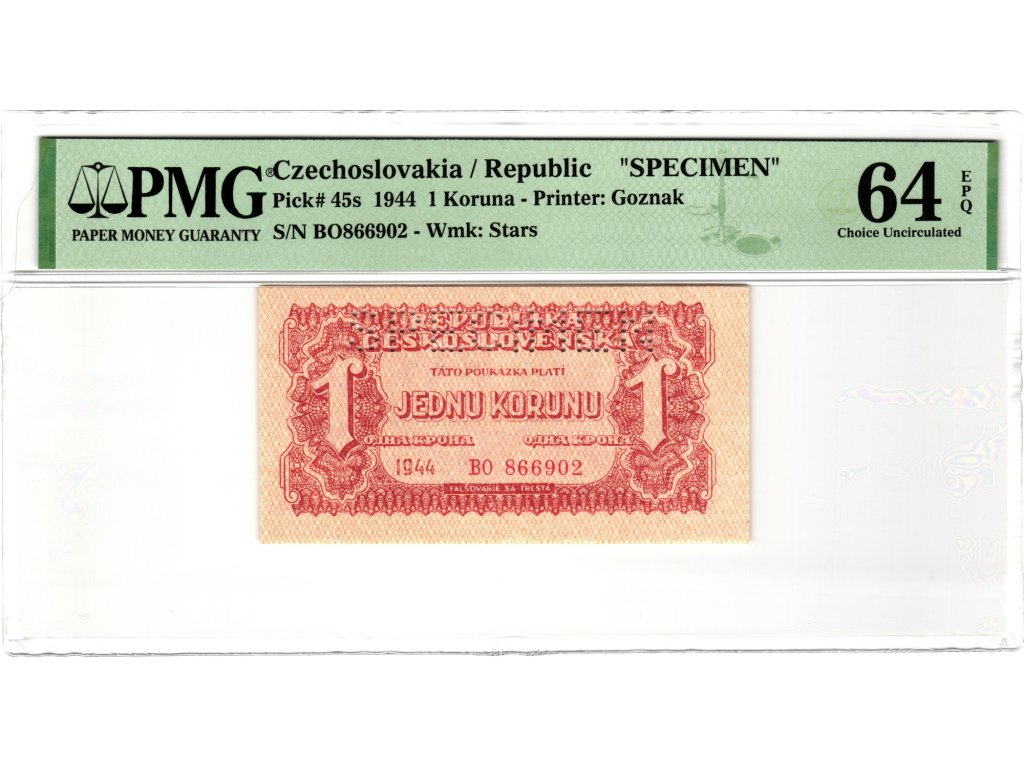 PMG®
PAPER MONEY GUARANTY
Czechoslovakia / Republic "SPECIMEN"
Pick# 45s 1944 1 Koruna - Printer: Goznak
S/N BO866902 - Wmk: Stars
64 EPQ
Choice Uncirculated
REPUBLIKA
ČESKOSLOVENSKÁ
TÁTO POUKÁZKA PLATÍ
1 JEDNU KORUNU 1
ОДНА КРОНА ОДНА КРОНА
1944 BO 866902
FALŠOVANIE SA TRESTÁ